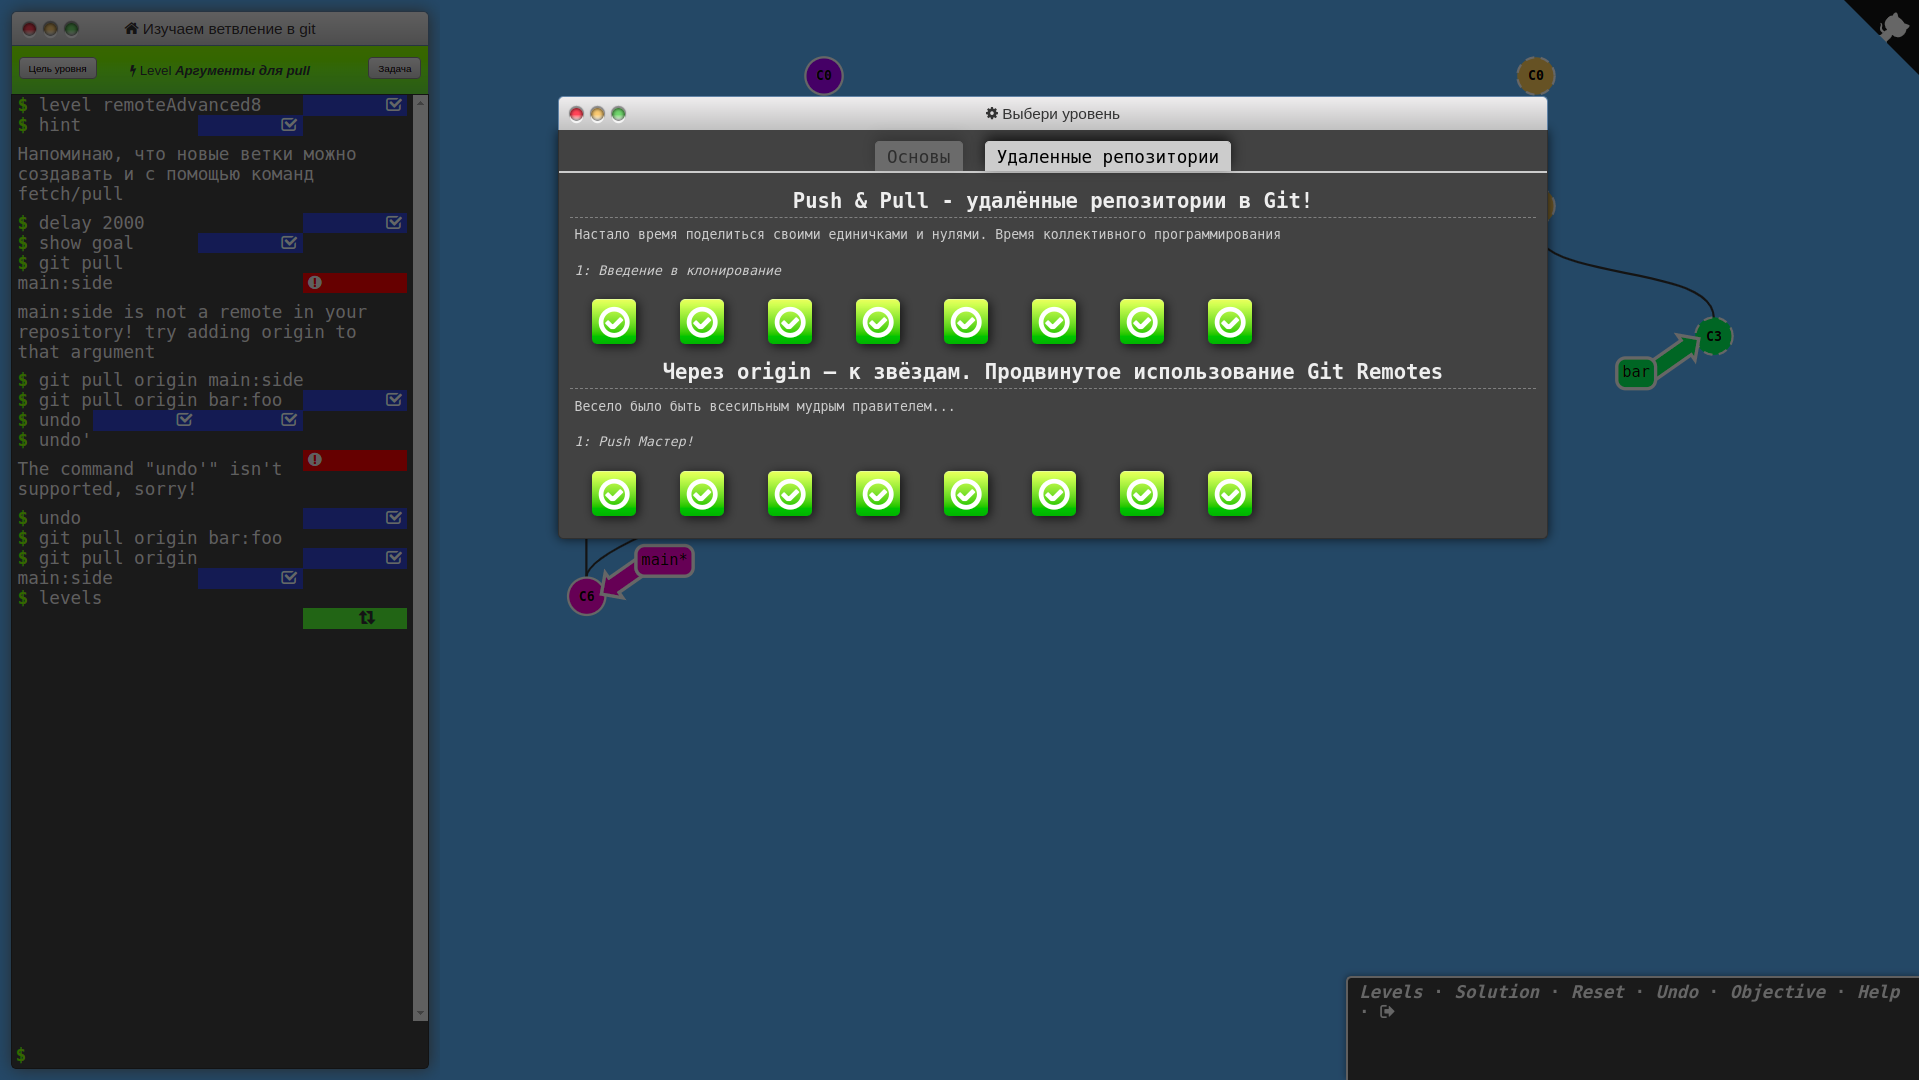 Изучаем ветвление в git
Цель уровня
Level Аргументы для pull
Задача
$ level remoteAdvanced8
$ hint
Напоминаю, что новые ветки можно
создавать и с помощью команд
fetch/pull
$ delay 2000
$ show goal
$ git pull
main:side
main:side is not a remote in your
repository! try adding origin to
that argument
$ git pull origin main:side
$ git pull origin bar:foo
$ undo
$ undo'
The command "undo'" isn't
supported, sorry!
$ undo
$ git pull origin bar:foo
$ git pull origin
main:side
$ levels
$
C0
C0
Выбери уровень
Основы
Удаленные репозитории
Push & Pull - удалённые репозитории в Git!
Настало время поделиться своими единичками и нулями. Время коллективного программирования
1: Введение в клонирование
Через origin – к звёздам. Продвинутое использование Git Remotes
Весело было быть всесильным мудрым правителем...
1: Push Мастер!
C3
bar
main*
C6
Levels · Solution · Reset · Undo · Objective · Help
·